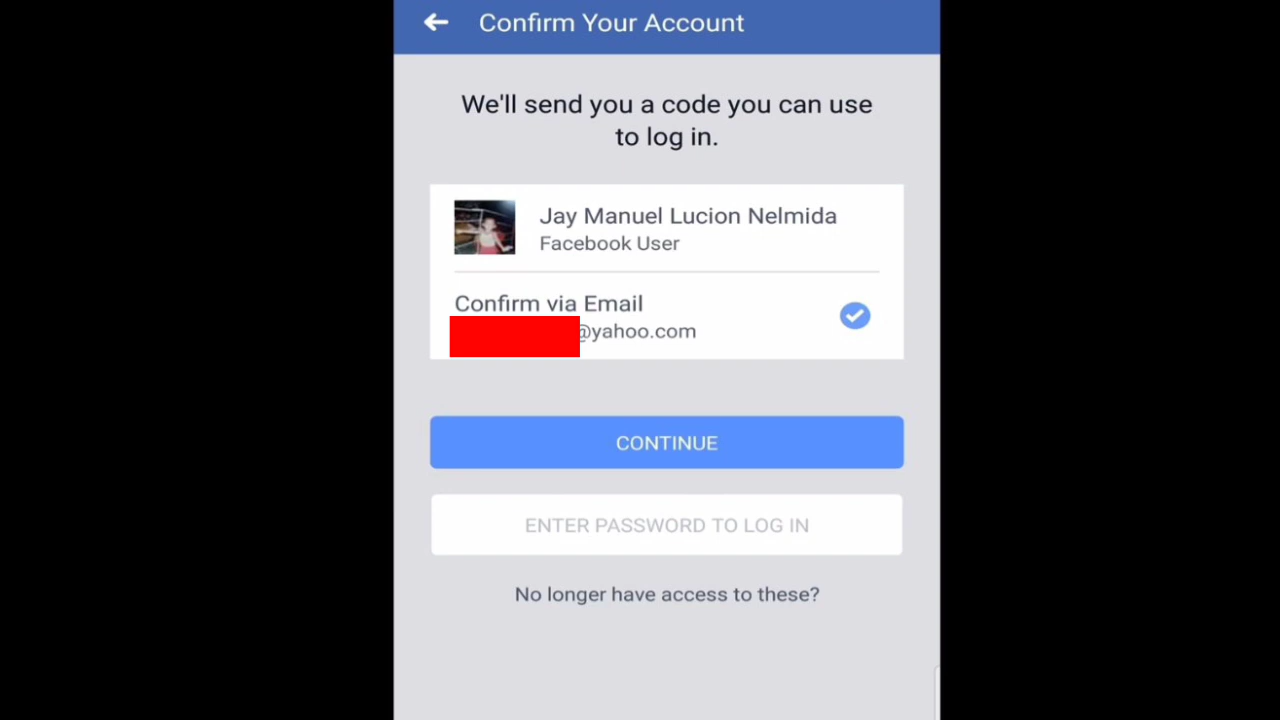 Confirm Your Account
We'll send you a code you can use
to log in.
Jay Manuel Lucion Nelmida
Facebook User
Confirm via Email
@yahoo.com
CONTINUE
ENTER PASSWORD TO LOG IN
No longer have access to these?